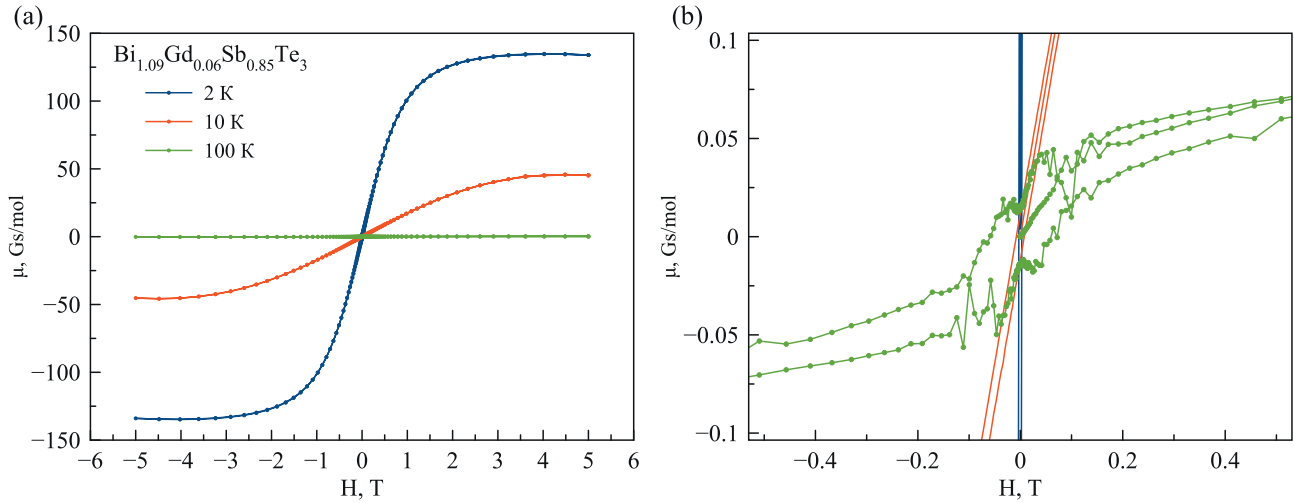 (a)
150
100
50
0
−50
−100
−150
μ, Gs/mol
Bi1.09Gd0.06Sb0.85Te3
2 K
10 K
100 K
−6 −5 −4 −3 −2 −1 0 1 2 3 4 5 6
H, T
(b)
0.1
0.05
0
−0.05
−0.1
μ, Gs/mol
−0.4 −0.2 0 0.2 0.4
H, T